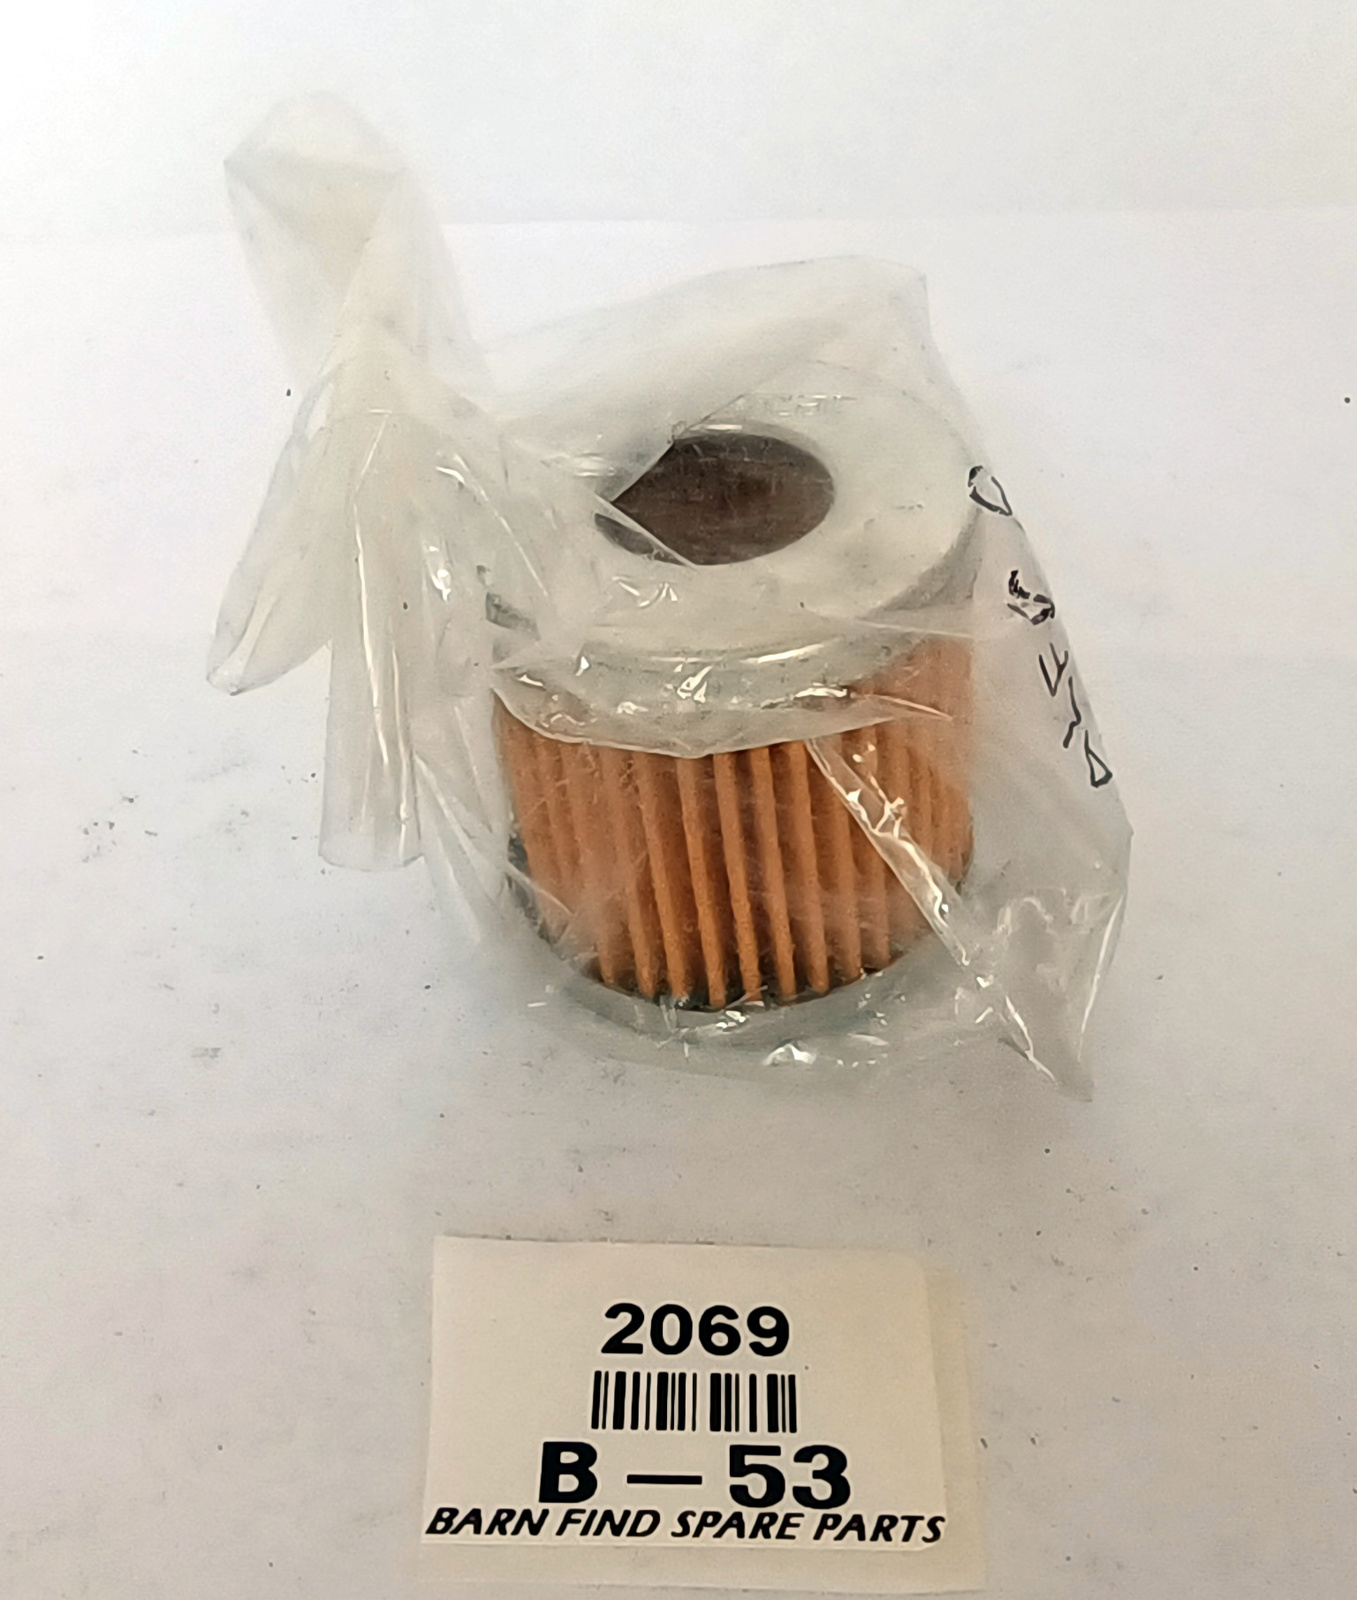 2069
B – 53
BARN FIND SPARE PARTS